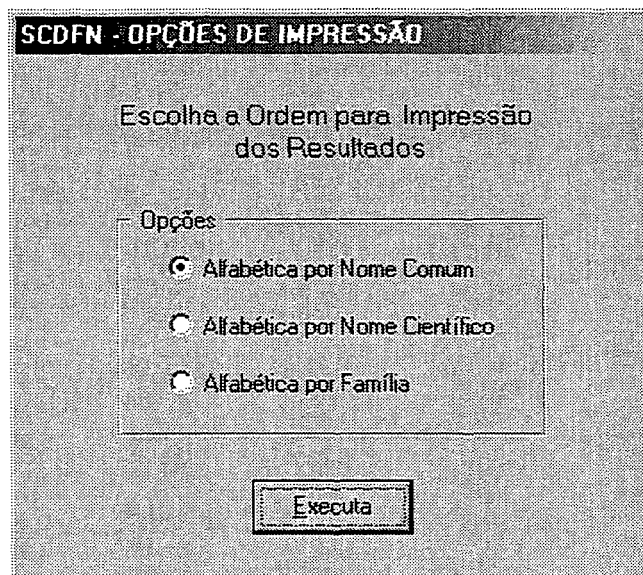 SCDFN - OPÇÕES DE IMPRESSÃO
Escolha a Ordem para Impressão
dos Resultados
Opções
Alfabética por Nome Comum
Alfabética por Nome Científico
Alfabética por Família
Executa